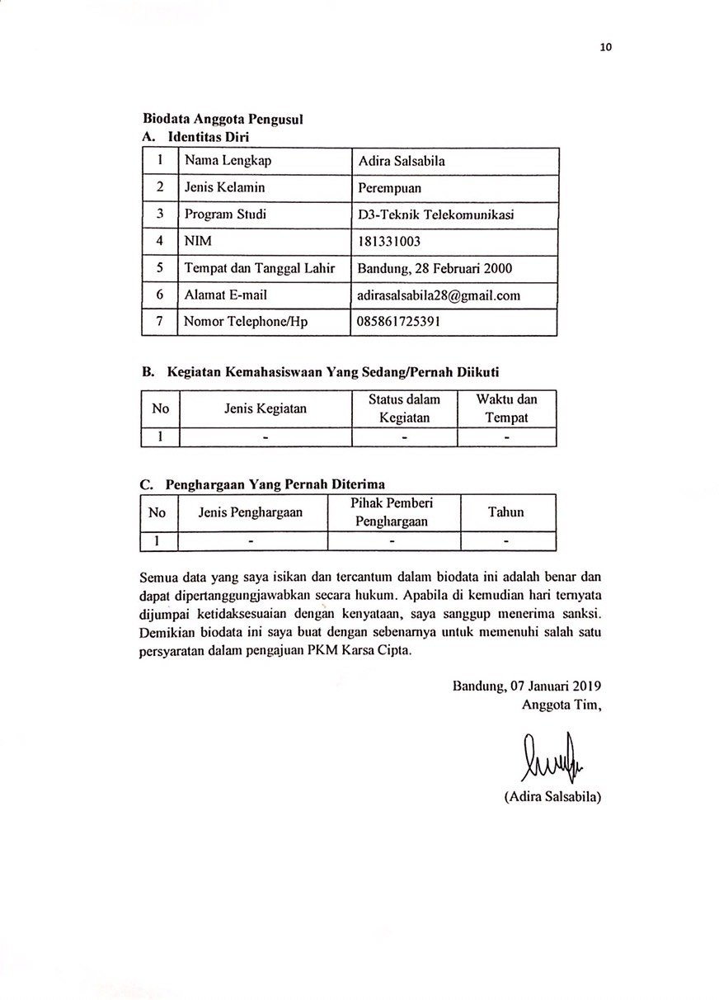 10
Biodata Anggota Pengusul
A. Identitas Diri
1 Nama Lengkap Adira Salsabila
2 Jenis Kelamin Perempuan
3 Program Studi D3-Teknik Telekomunikasi
4 NIM 181331003
5 Tempat dan Tanggal Lahir Bandung, 28 Februari 2000
6 Alamat E-mail adirasalsabila28@gmail.com
7 Nomor Telephone/Hp 085861725391
B. Kegiatan Kemahasiswaan Yang Sedang/Pernah Diikuti
No Jenis Kegiatan Status dalam Kegiatan Waktu dan Tempat
1 - - -
C. Penghargaan Yang Pernah Diterima
No Jenis Penghargaan Pihak Pemberi Penghargaan Tahun
1 - - -
Semua data yang saya isikan dan tercantum dalam biodata ini adalah benar dan
dapat dipertanggungjawabkan secara hukum. Apabila di kemudian hari ternyata
dijumpai ketidaksesuaian dengan kenyataan, saya sanggup menerima sanksi.
Demikian biodata ini saya buat dengan sebenarnya untuk memenuhi salah satu
persyaratan dalam pengajuan PKM Karsa Cipta.
Bandung, 07 Januari 2019
Anggota Tim,
(Adira Salsabila)